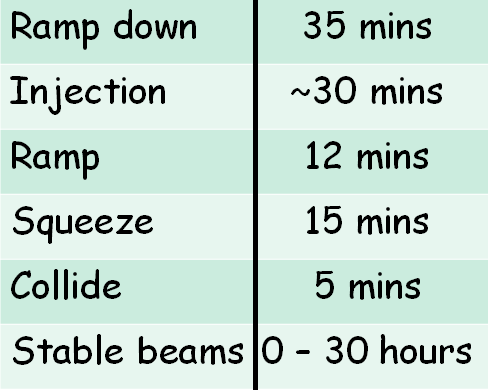 Ramp down 35 mins
Injection ~30 mins
Ramp 12 mins
Squeeze 15 mins
Collide 5 mins
Stable beams 0 – 30 hours